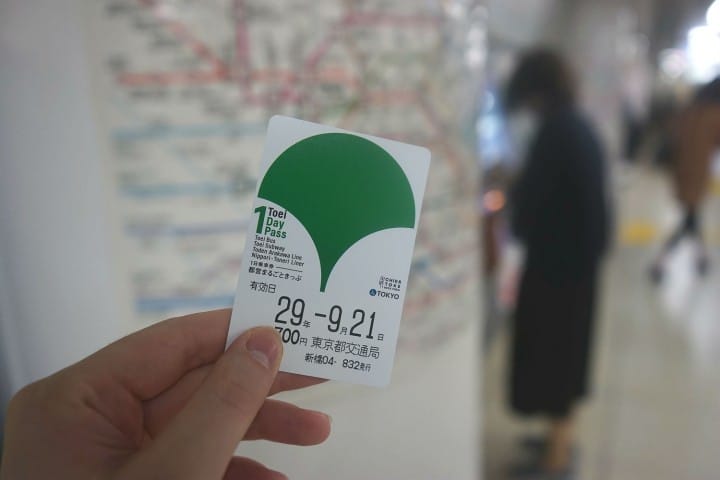 1 Toei
Day
Pass
Toei Bus
Toei Subway
Toden Arakawa Line
Nippori-Toneri Liner
1日乗車券
都営まるごときっぷ
TOKYO
有効日
29年-9月21日
700円 東京都交通局
新橋04- 832発行